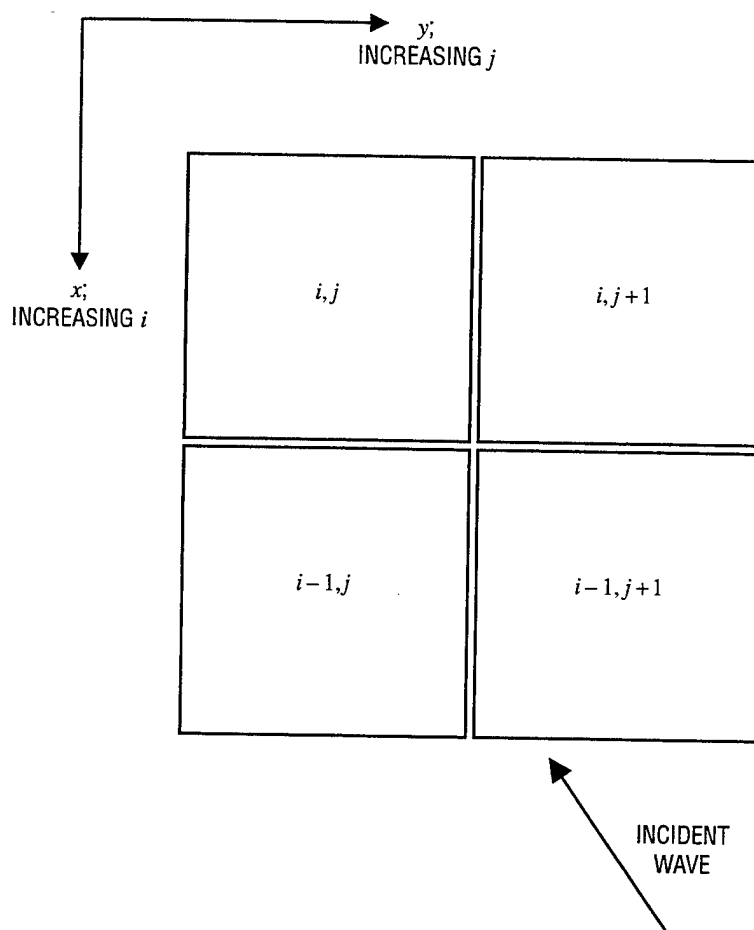 y;
INCREASING j
x;
INCREASING i
i, j
i, j+1
i−1, j
i−1, j+1
INCIDENT
WAVE